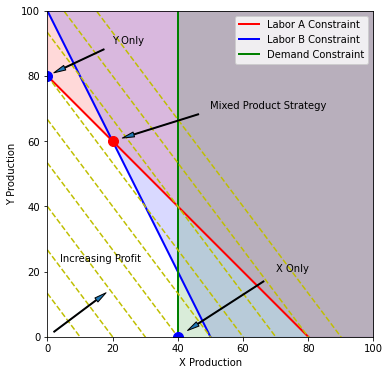 100
80
60
40
20
0
Y Production
Labor A Constraint
Labor B Constraint
Demand Constraint
Y Only
Mixed Product Strategy
Increasing Profit
X Only
0
20
40
60
80
100
X Production